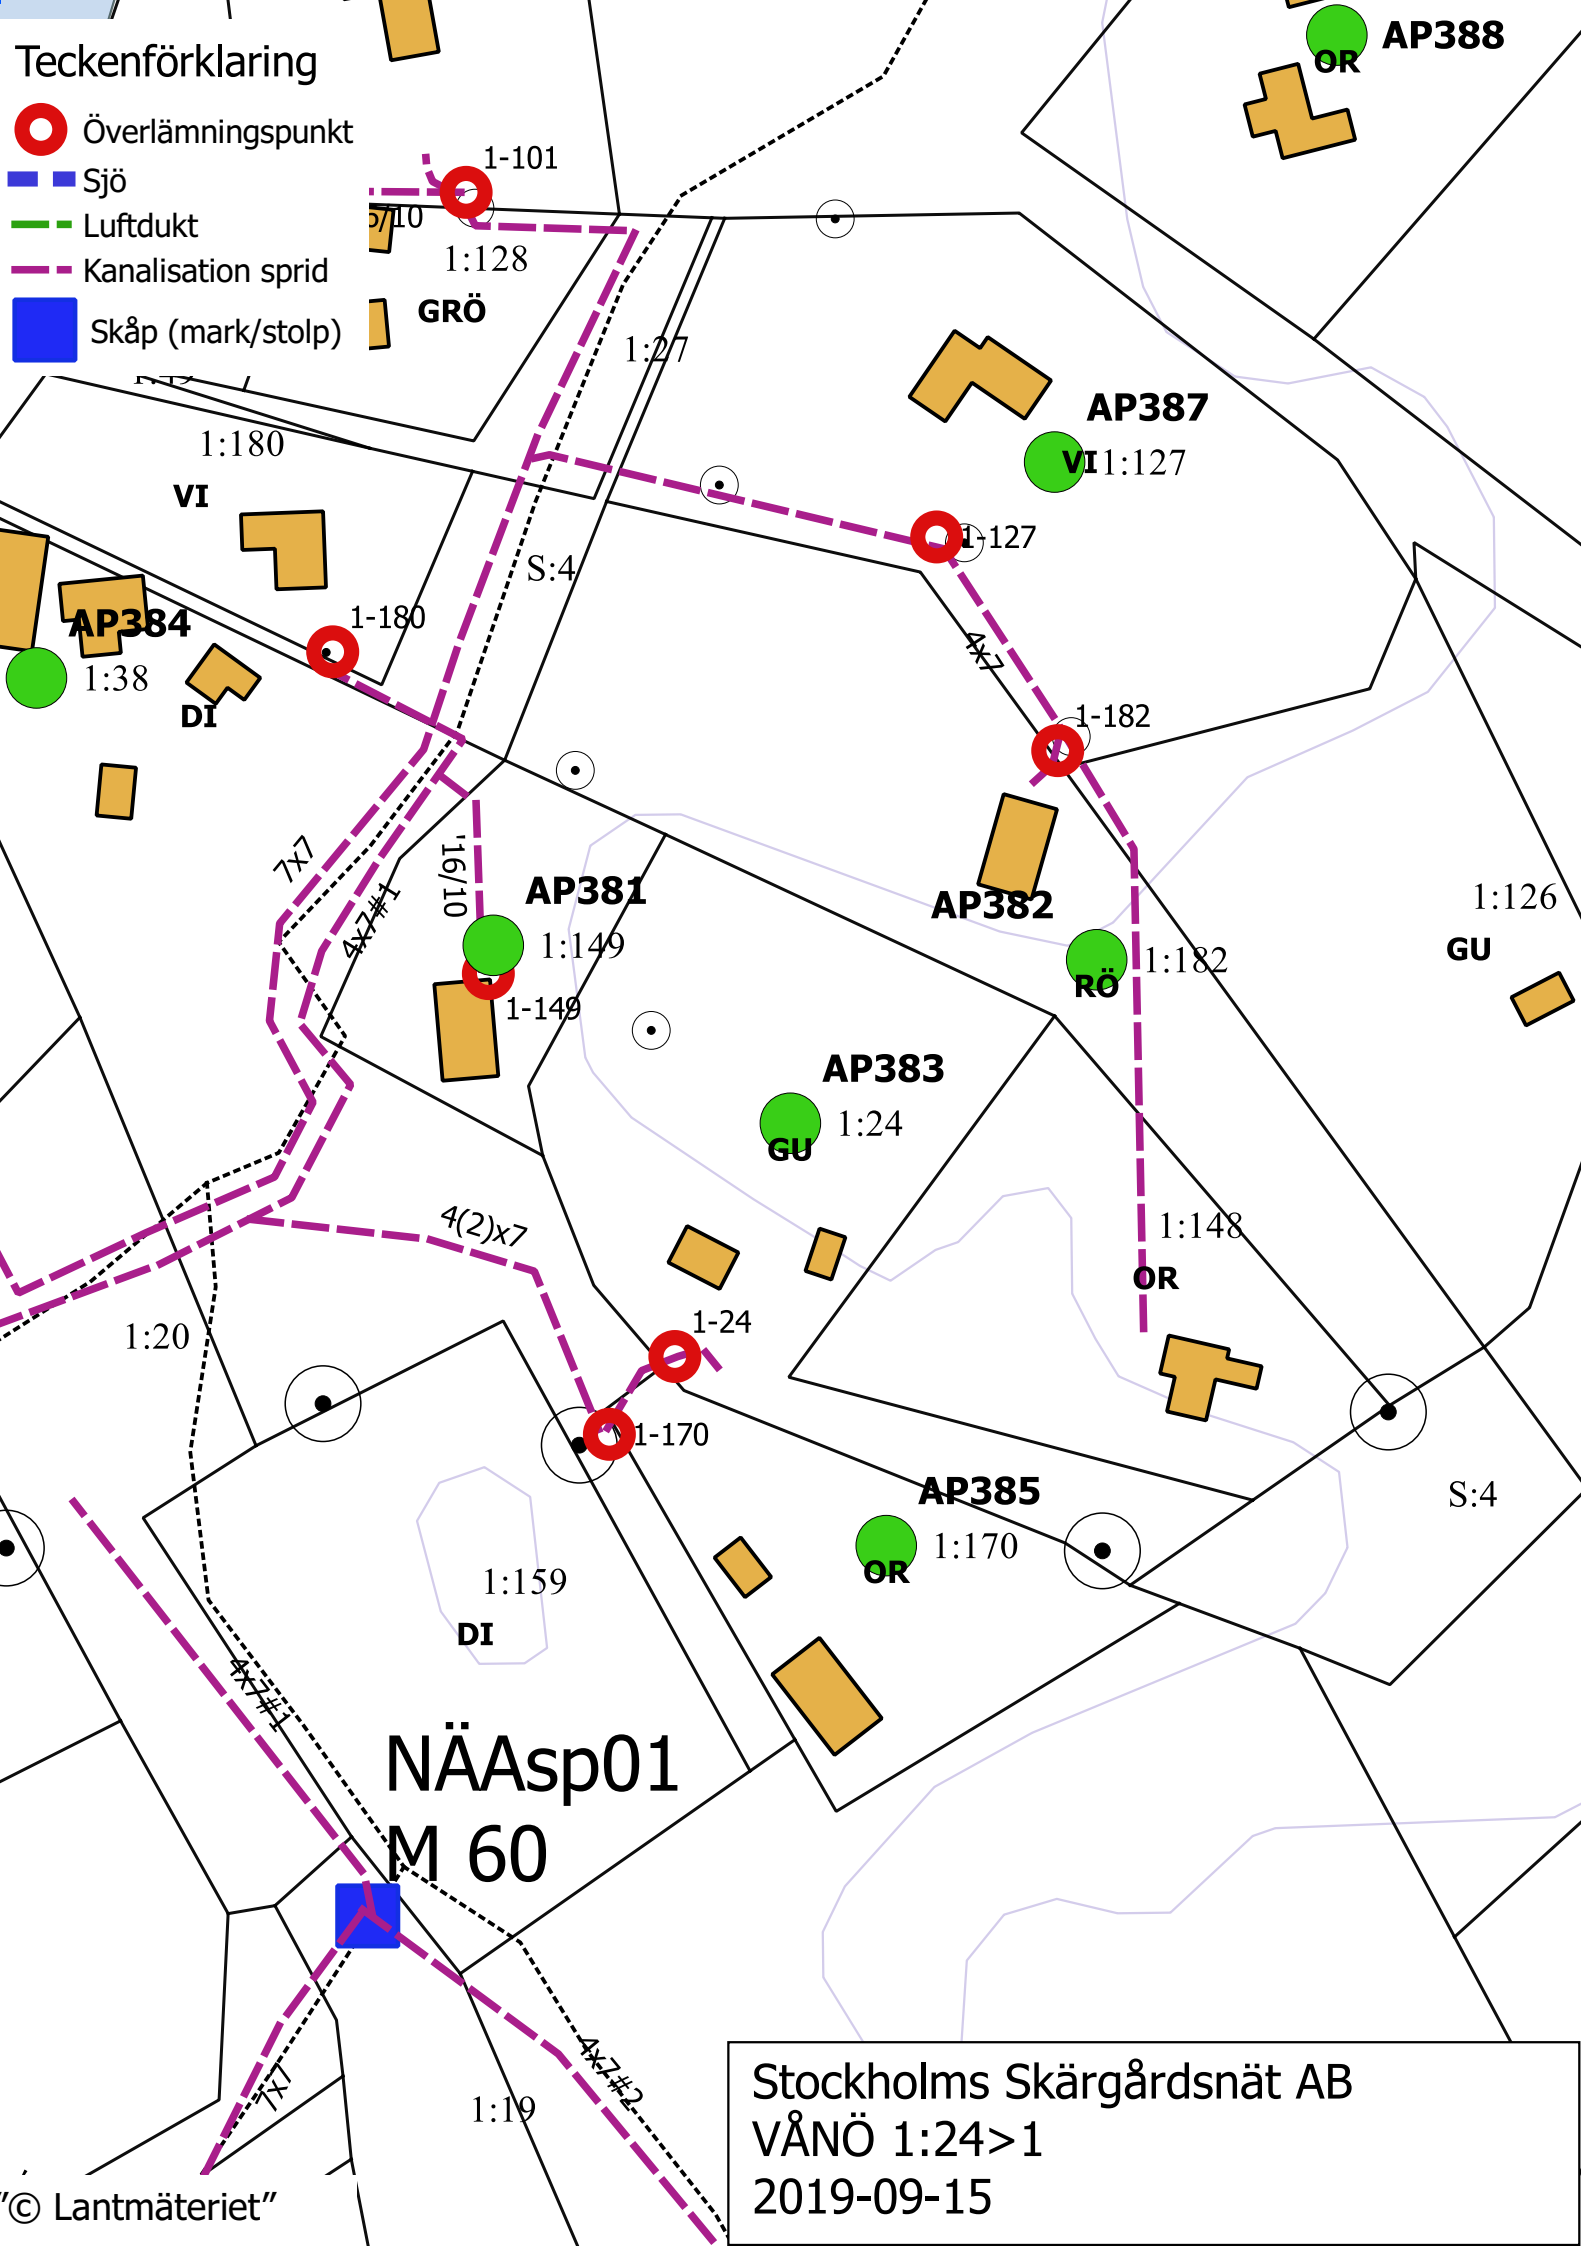 Teckenförklaring
Överlämningspunkt
Sjö
Luftdukt
Kanalisation sprid
Skåp (mark/stolp)
AP388
OR
1-101
1:128
GRÖ
1:27
1:180
VI
AP387
VI 1:127
1-127
S:4
1-180
AP384
1:38
DI
4x7
1-182
7x7
4x7#1
'16/10
AP381
1:149
1-149
AP382
1:182
RÖ
1:126
GU
AP383
1:24
GU
4(2)x7
1:148
OR
1:20
1-24
1-170
AP385
1:170
OR
S:4
1:159
DI
4x7#1
NÄAsp01
M 60
7x7
4x7#2
1:19
"© Lantmäteriet"
Stockholms Skärgårdsnät AB
VÅNÖ 1:24>1
2019-09-15